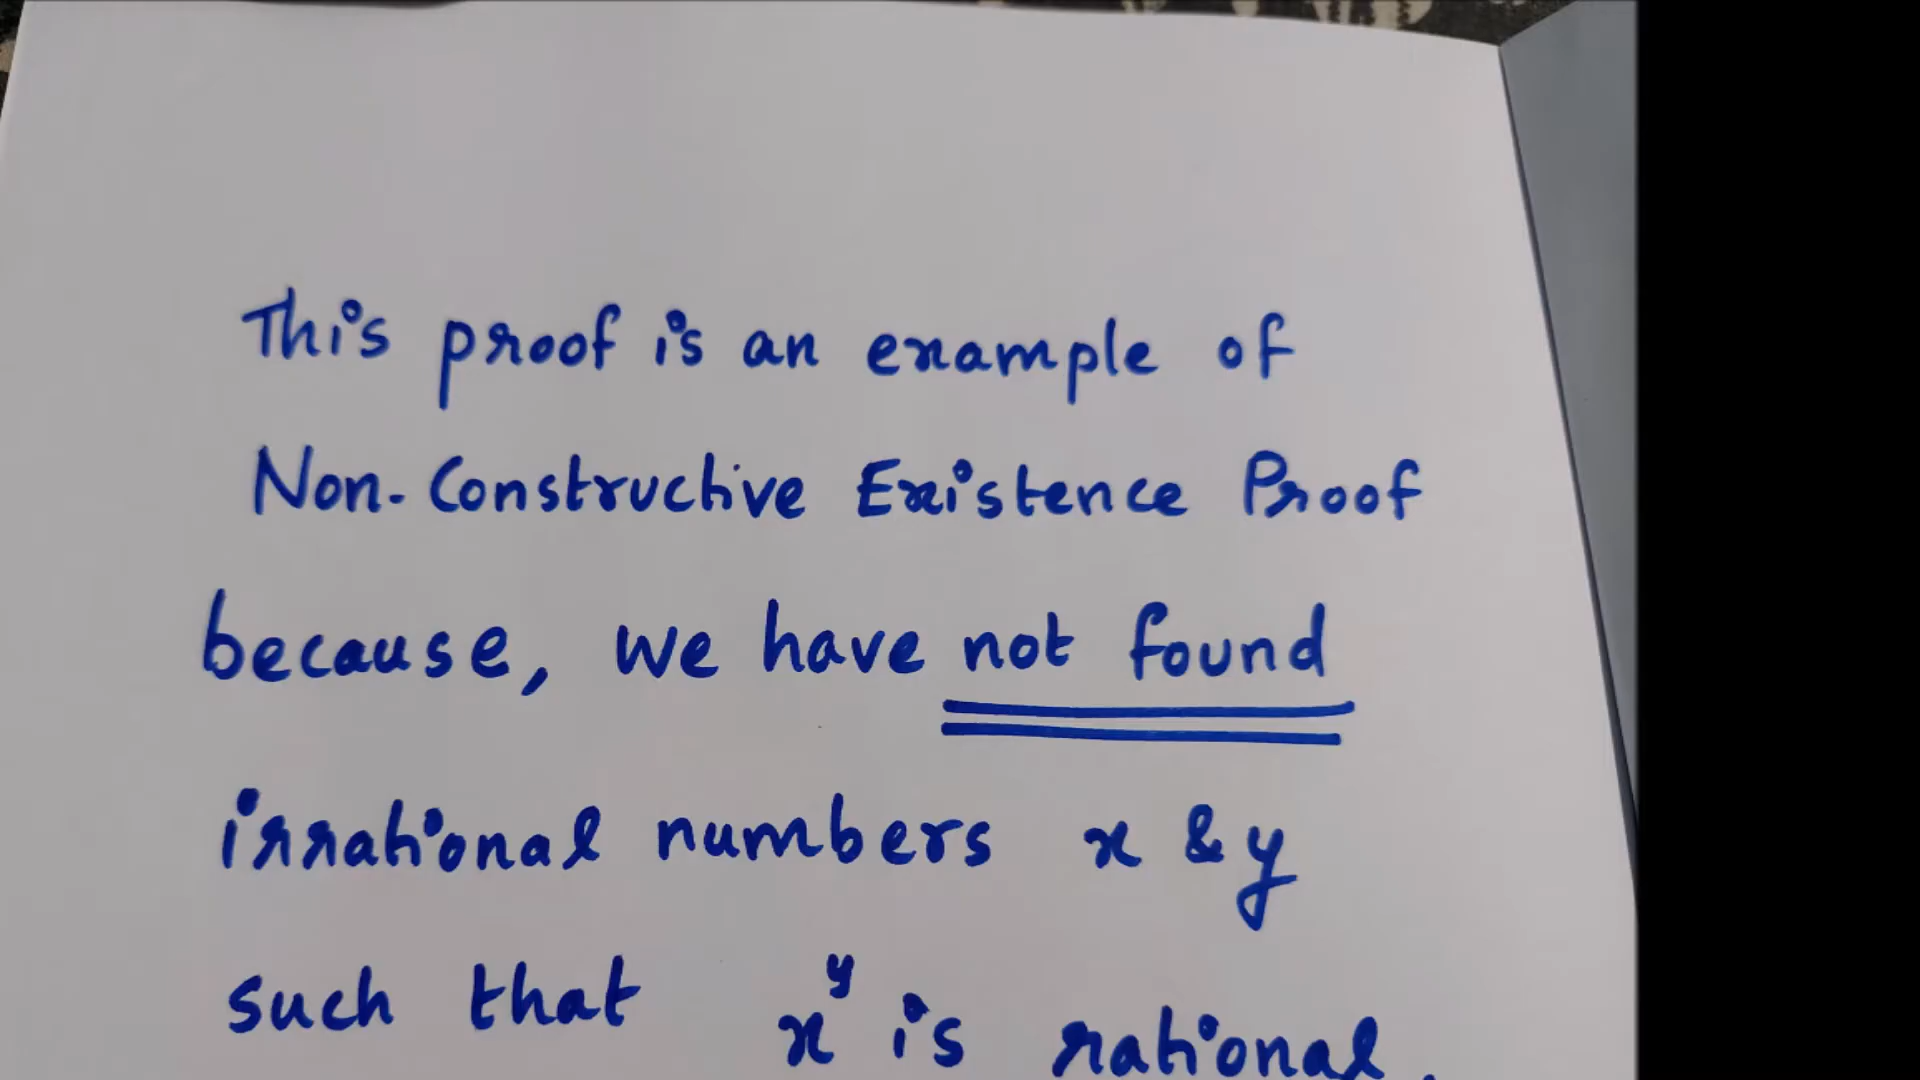 This proof is an example of
Non-Constructive Existence Proof
because, we have not found
irrational numbers x & y
such that x^y is rational.